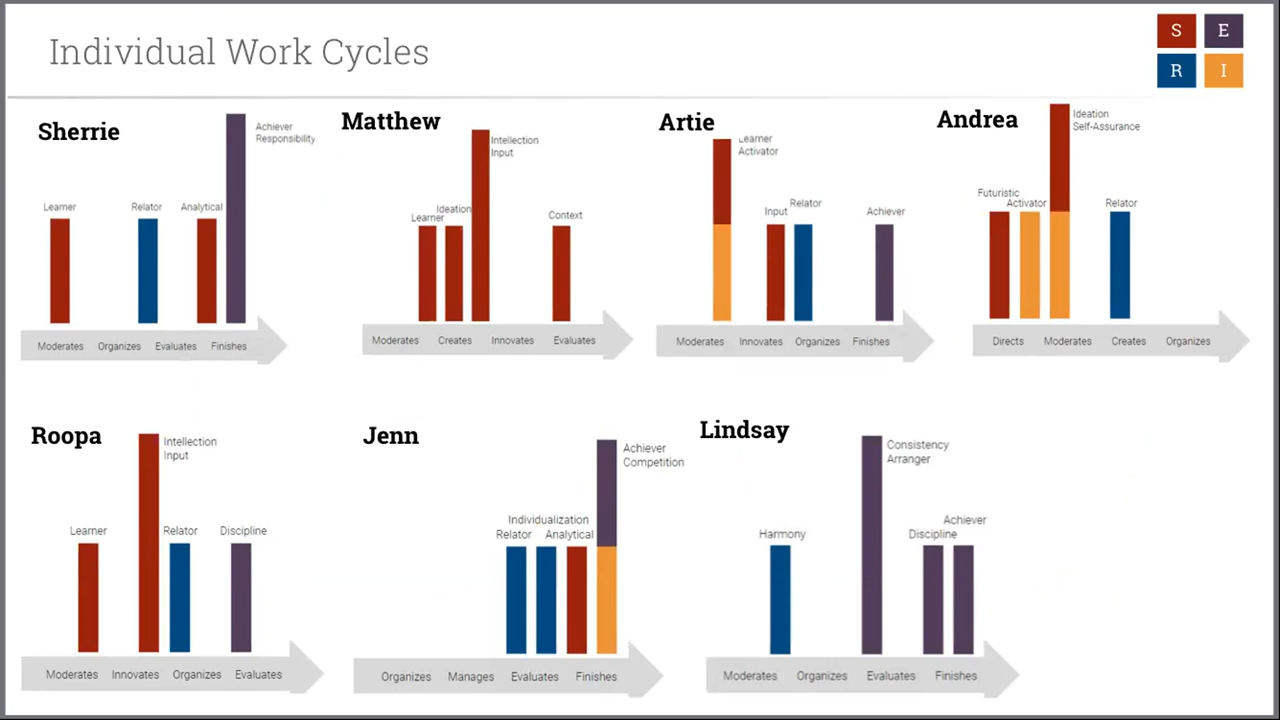 Individual Work Cycles
S E
R I
Sherrie
Achiever
Responsibility
Learner
Relator
Analytical
Moderates Organizes Evaluates Finishes
Matthew
Intellection
Input
Ideation
Learner
Context
Moderates Creates Innovates Evaluates
Artie
Learner
Activator
Input
Relator
Achiever
Moderates Innovates Organizes Finishes
Andrea
Ideation
Self-Assurance
Futuristic
Activator
Relator
Directs Moderates Creates Organizes
Roopa
Intellection
Input
Learner
Relator
Discipline
Moderates Innovates Organizes Evaluates
Jenn
Achiever
Competition
Individualization
Relator
Analytical
Organizes Manages Evaluates Finishes
Lindsay
Consistency
Arranger
Harmony
Achiever
Discipline
Moderates Organizes Evaluates Finishes